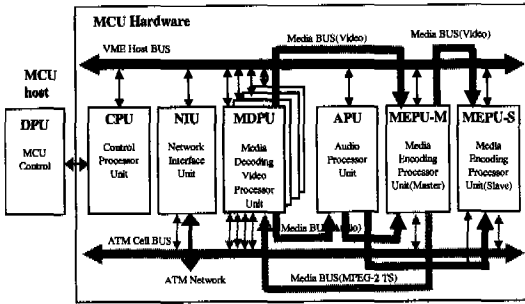 MCU Hardware
Media BUS(Video)
Media BUS(Video)
VME Host BUS
MCU
host
DPU
MCU
Control
CPU
Control
Processor
Unit
NIU
Network
Interface
Unit
MDPU
Media
Decoding
Video
Processor
Unit
APU
Audio
Processor
Unit
MEPU-M
Media
Encoding
Processor
Unit(Master)
MEPU-S
Media
Encoding
Processor
Unit(Slave)
Media BUS(
ATM Cell BUS
ATM Network
Media BUS(MPEG-2 TS)